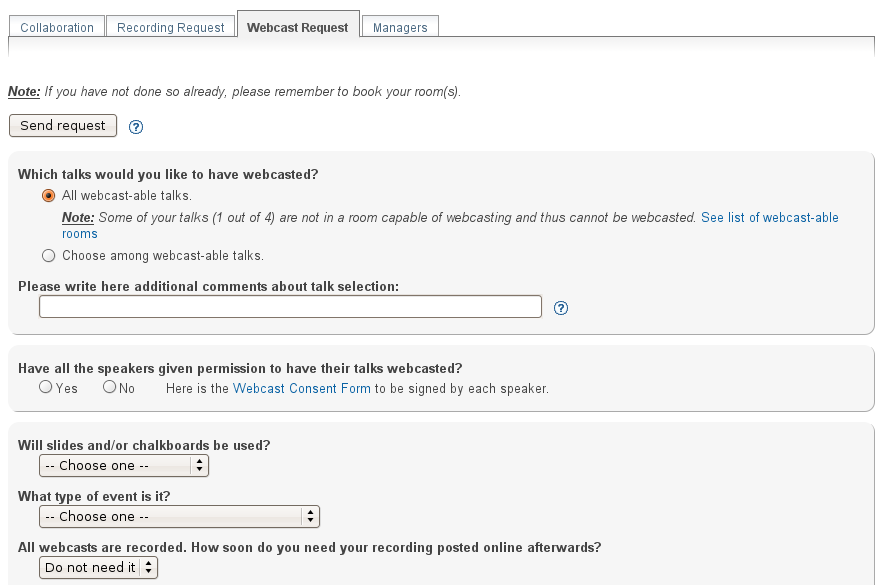 Collaboration Recording Request Webcast Request Managers
Note: If you have not done so already, please remember to book your room(s).
Send request ?
Which talks would you like to have webcasted?
All webcast-able talks.
Note: Some of your talks (1 out of 4) are not in a room capable of webcasting and thus cannot be webcasted. See list of webcast-able
rooms
Choose among webcast-able talks.
Please write here additional comments about talk selection:
?
Have all the speakers given permission to have their talks webcasted?
Yes No Here is the Webcast Consent Form to be signed by each speaker.
Will slides and/or chalkboards be used?
-- Choose one --
What type of event is it?
-- Choose one --
All webcasts are recorded. How soon do you need your recording posted online afterwards?
Do not need it